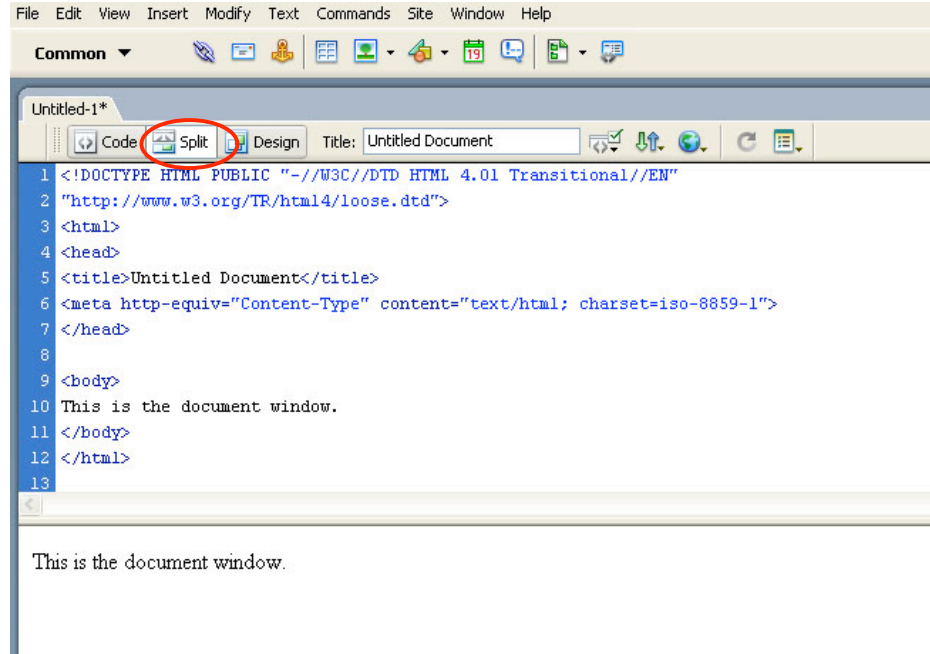 File Edit View Insert Modify Text Commands Site Window Help
Common
19
Untitled-1*
Code Split Design Title: Untitled Document
1 <!DOCTYPE HTML PUBLIC "-//W3C//DTD HTML 4.01 Transitional//EN"
2 "http://www.w3.org/TR/html4/loose.dtd">
3 <html>
4 <head>
5 <title>Untitled Document</title>
6 <meta http-equiv="Content-Type" content="text/html; charset=iso-8859-1">
7 </head>
8
9 <body>
10 This is the document window.
11 </body>
12 </html>
13
This is the document window.